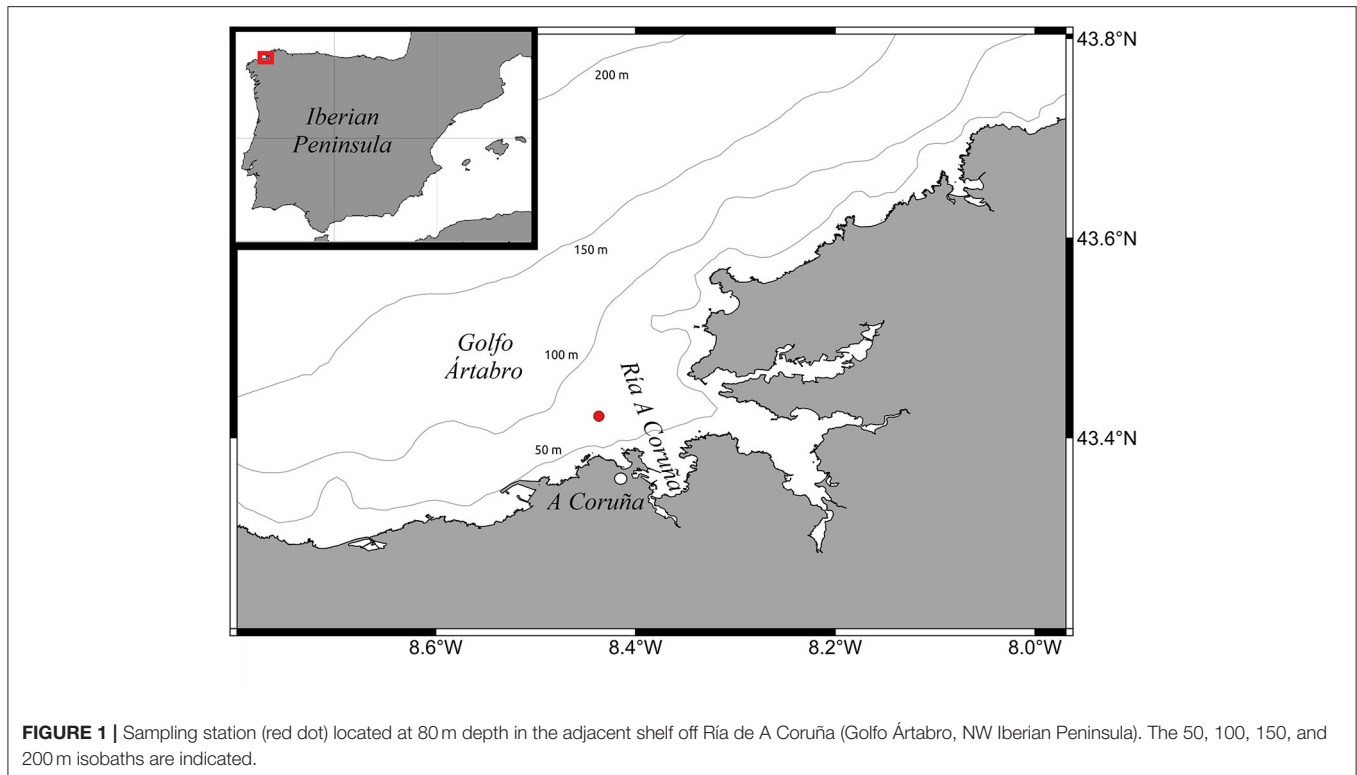 Iberian
Peninsula
200 m
150 m
Golfo
Ártabro
100 m
Ría A Coruña
50 m
A Coruña
43.8°N
43.6°N
43.4°N
8.6°W
8.4°W
8.2°W
8.0°W
FIGURE 1 | Sampling station (red dot) located at 80 m depth in the adjacent shelf off Ría de A Coruña (Golfo Ártabro, NW Iberian Peninsula). The 50, 100, 150, and
200 m isobaths are indicated.